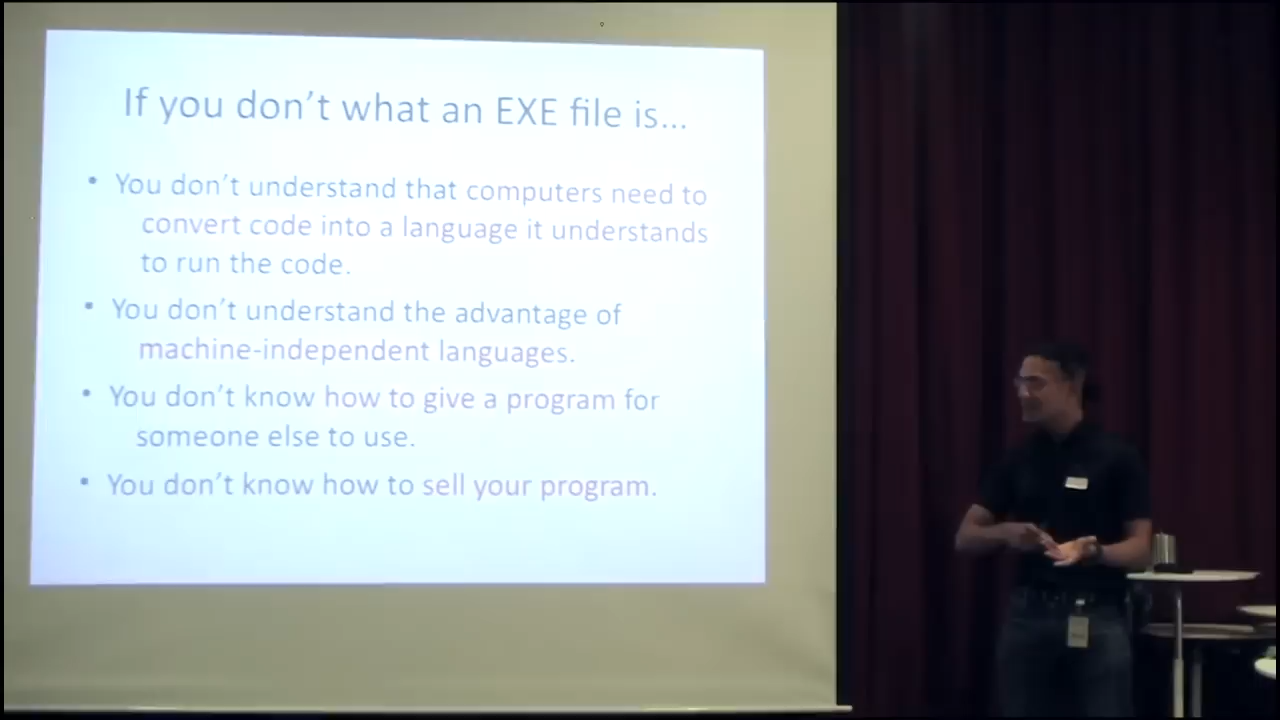 If you don't what an EXE file is...
• You don't understand that computers need to
convert code into a language it understands
to run the code.
• You don't understand the advantage of
machine-independent languages.
• You don't know how to give a program for
someone else to use.
• You don't know how to sell your program.